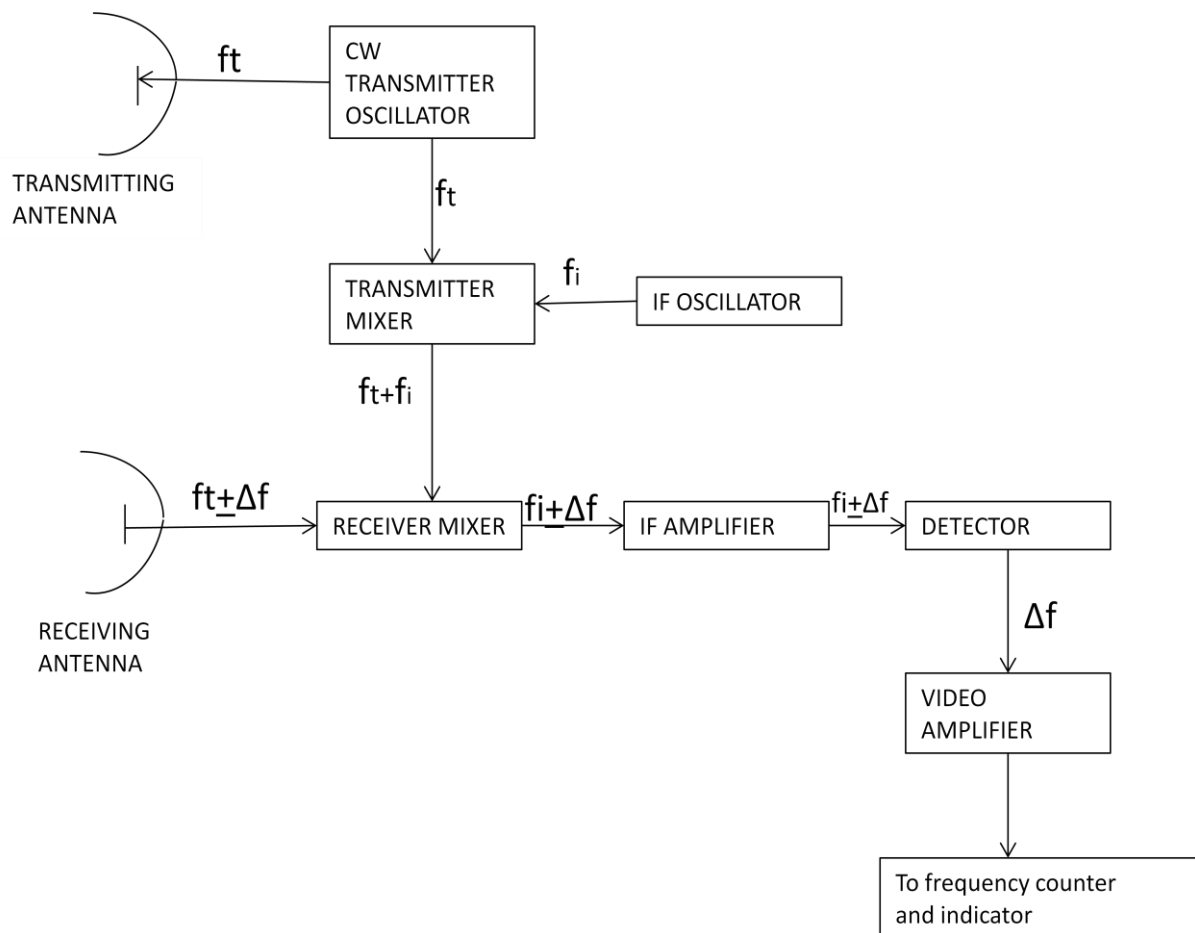 ft
CW
TRANSMITTER
OSCILLATOR
TRANSMITTING
ANTENNA
ft
TRANSMITTER
MIXER
fi
IF OSCILLATOR
ft+fi
ft±Δf
RECEIVER MIXER
fi±Δf
IF AMPLIFIER
fi±Δf
DETECTOR
RECEIVING
ANTENNA
Δf
VIDEO
AMPLIFIER
To frequency counter
and indicator